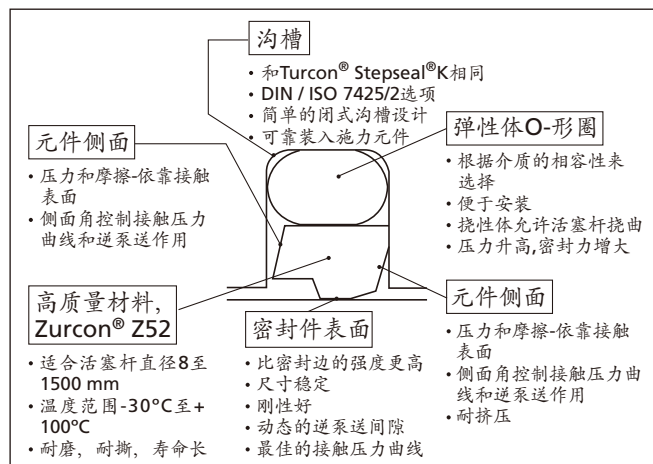 沟槽
• 和Turcon® Stepseal®K相同
• DIN / ISO 7425/2选项
• 简单的闭式沟槽设计
• 可靠装入施力元件
元件侧面
• 压力和摩擦-依靠接触
表面
• 侧面角控制接触压力
曲线和逆泵送作用
弹性体O-形圈
• 根据介质的相容性来
选择
• 便于安装
• 挠性体允许活塞杆挠曲
• 压力升高,密封力增大
高质量材料,
Zurcon® Z52
• 适合活塞杆直径8至
1500 mm
• 温度范围-30°C至+
100°C
• 耐磨，耐撕，寿命长
密封件表面
• 比密封边的强度更高
• 尺寸稳定
• 刚性好
• 动态的逆泵送间隙
• 最佳的接触压力曲线
元件侧面
• 压力和摩擦-依靠接触
表面
• 侧面角控制接触压力曲
线和逆泵送作用
• 耐挤压